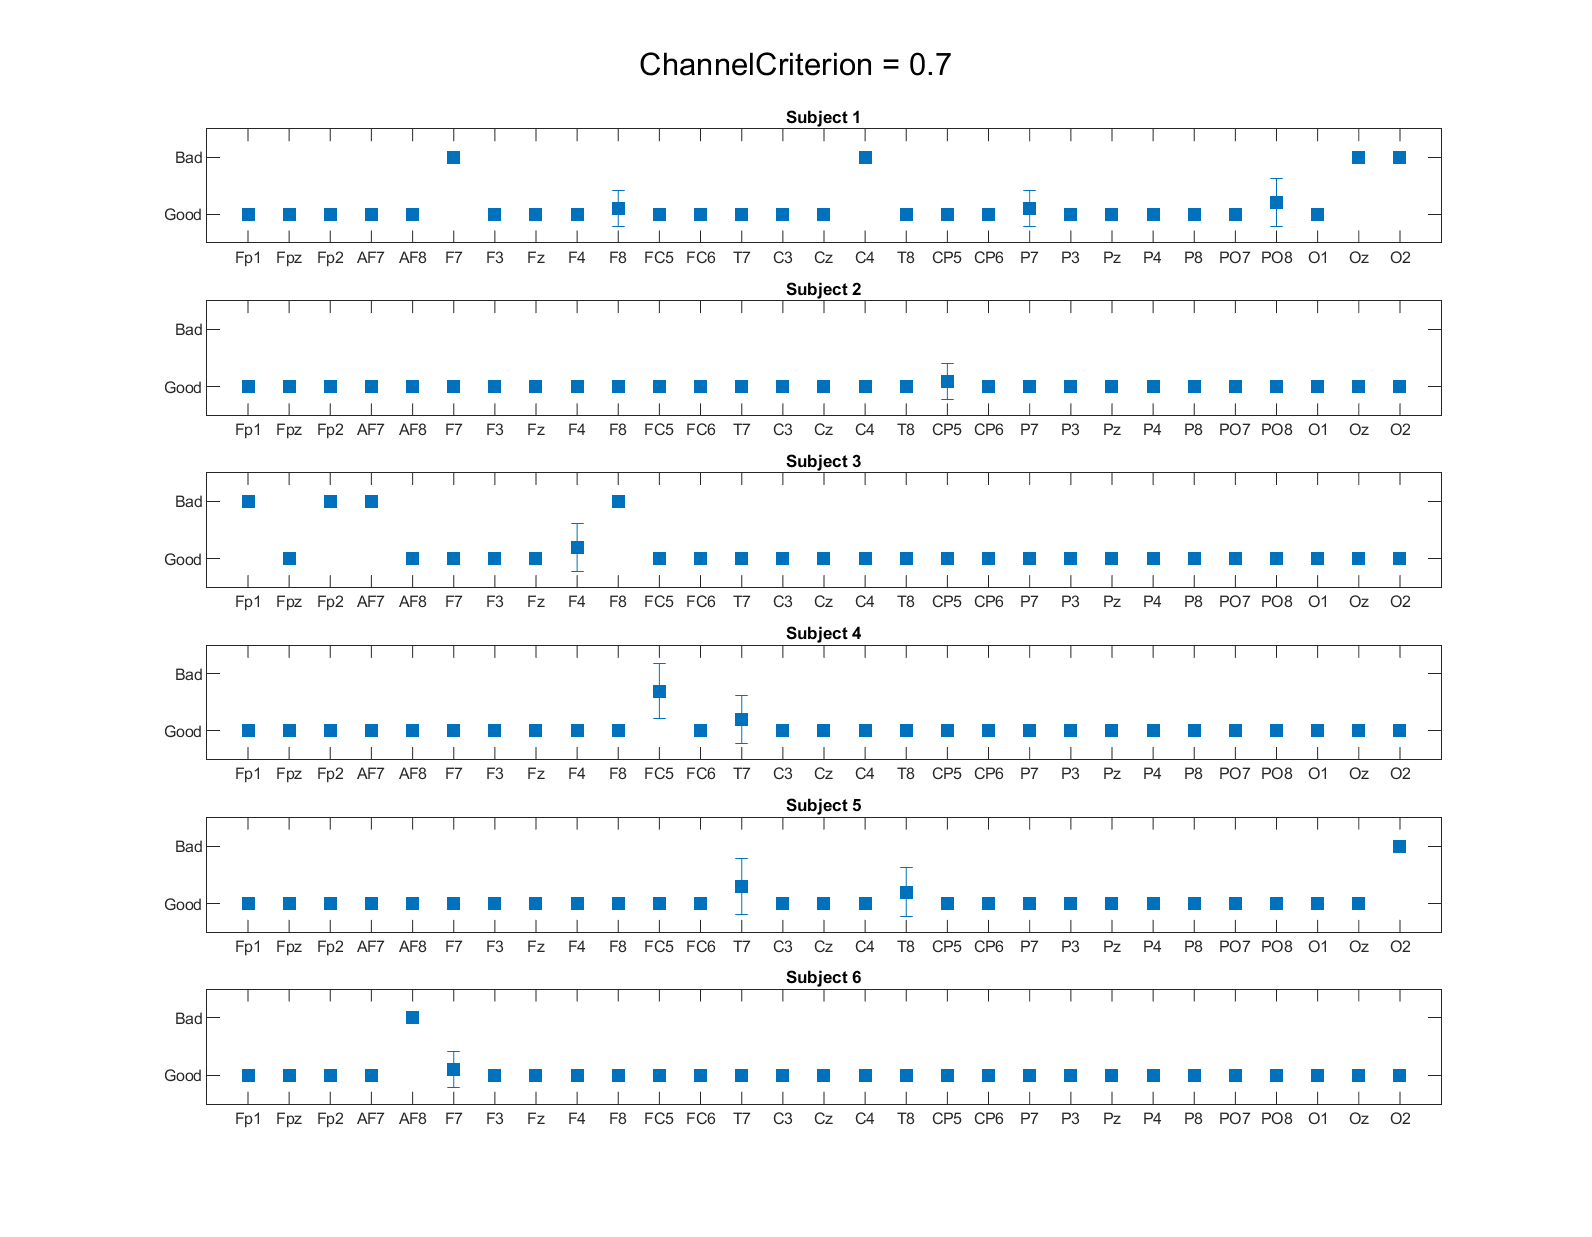 ChannelCriterion = 0.7
Subject 1
Bad
Good
Fp1 Fpz Fp2 AF7 AF8 F7 F3 Fz F4 F8 FC5 FC6 T7 C3 Cz C4 T8 CP5 CP6 P7 P3 Pz P4 P8 PO7 PO8 O1 Oz O2
Subject 2
Bad
Good
Fp1 Fpz Fp2 AF7 AF8 F7 F3 Fz F4 F8 FC5 FC6 T7 C3 Cz C4 T8 CP5 CP6 P7 P3 Pz P4 P8 PO7 PO8 O1 Oz O2
Subject 3
Bad
Good
Fp1 Fpz Fp2 AF7 AF8 F7 F3 Fz F4 F8 FC5 FC6 T7 C3 Cz C4 T8 CP5 CP6 P7 P3 Pz P4 P8 PO7 PO8 O1 Oz O2
Subject 4
Bad
Good
Fp1 Fpz Fp2 AF7 AF8 F7 F3 Fz F4 F8 FC5 FC6 T7 C3 Cz C4 T8 CP5 CP6 P7 P3 Pz P4 P8 PO7 PO8 O1 Oz O2
Subject 5
Bad
Good
Fp1 Fpz Fp2 AF7 AF8 F7 F3 Fz F4 F8 FC5 FC6 T7 C3 Cz C4 T8 CP5 CP6 P7 P3 Pz P4 P8 PO7 PO8 O1 Oz O2
Subject 6
Bad
Good
Fp1 Fpz Fp2 AF7 AF8 F7 F3 Fz F4 F8 FC5 FC6 T7 C3 Cz C4 T8 CP5 CP6 P7 P3 Pz P4 P8 PO7 PO8 O1 Oz O2